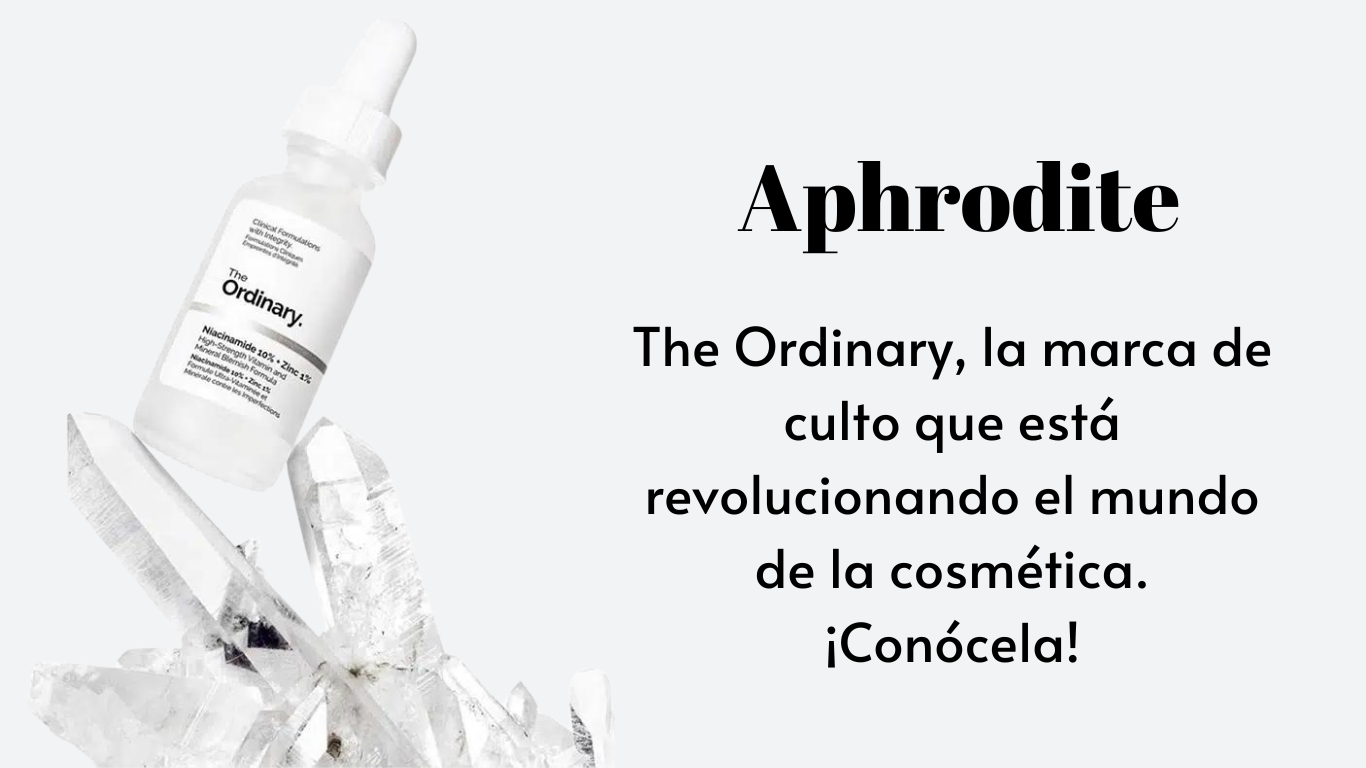 Clinical Formulations
with Integrity.
Formulations Cliniques
Empreintes d'Intégrité.
The
Ordinary.
Niacinamide 10% • Zinc 1%
High-Strength Vitamin and
Mineral Blemish Formula
Niacinamide 10% • Zinc 1%
Formule Ultra-Vitaminée et
Minérale contre les Imperfections
Aphrodite
The Ordinary, la marca de
culto que está
revolucionando el mundo
de la cosmética.
¡Conócela!